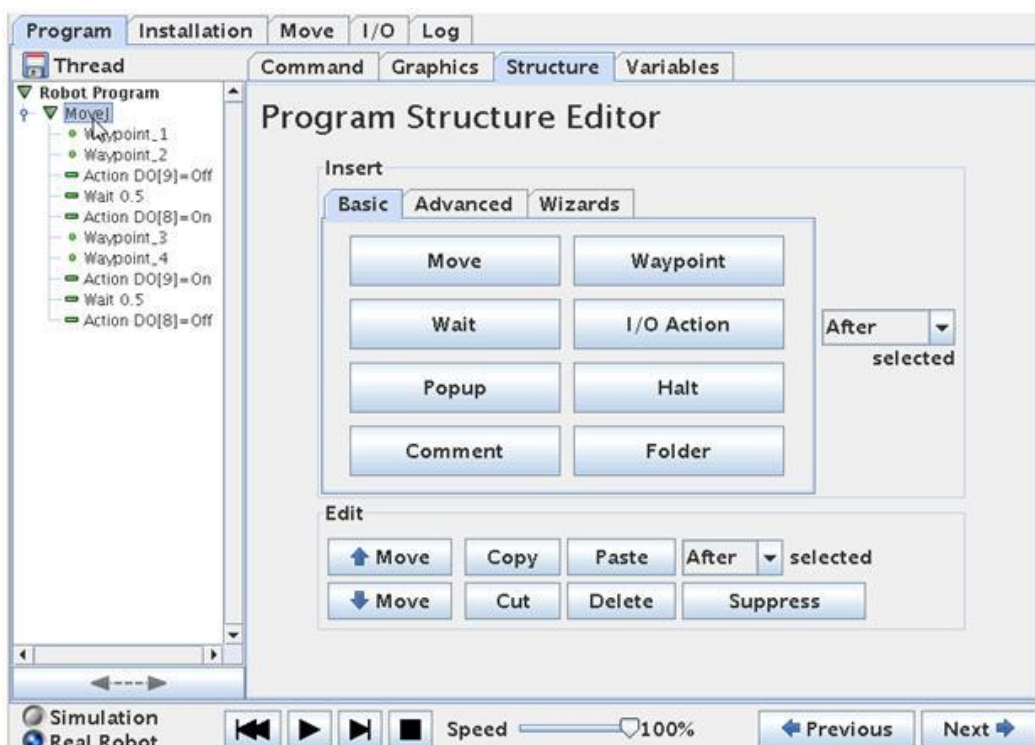 Program Installation Move I/O Log
Thread
Command Graphics Structure Variables
Robot Program
MoveJ
Waypoint_1
Waypoint_2
Action DO[9]=Off
Wait 0.5
Action DO[8]=On
Waypoint_3
Waypoint_4
Action DO[9]=On
Wait 0.5
Action DO[8]=Off
Program Structure Editor
Insert
Basic Advanced Wizards
Move Waypoint
Wait I/O Action
Popup Halt
Comment Folder
After
selected
Edit
Move Copy Paste After selected
Move Cut Delete Suppress
Simulation
Real Robot
Speed 100%
Previous Next